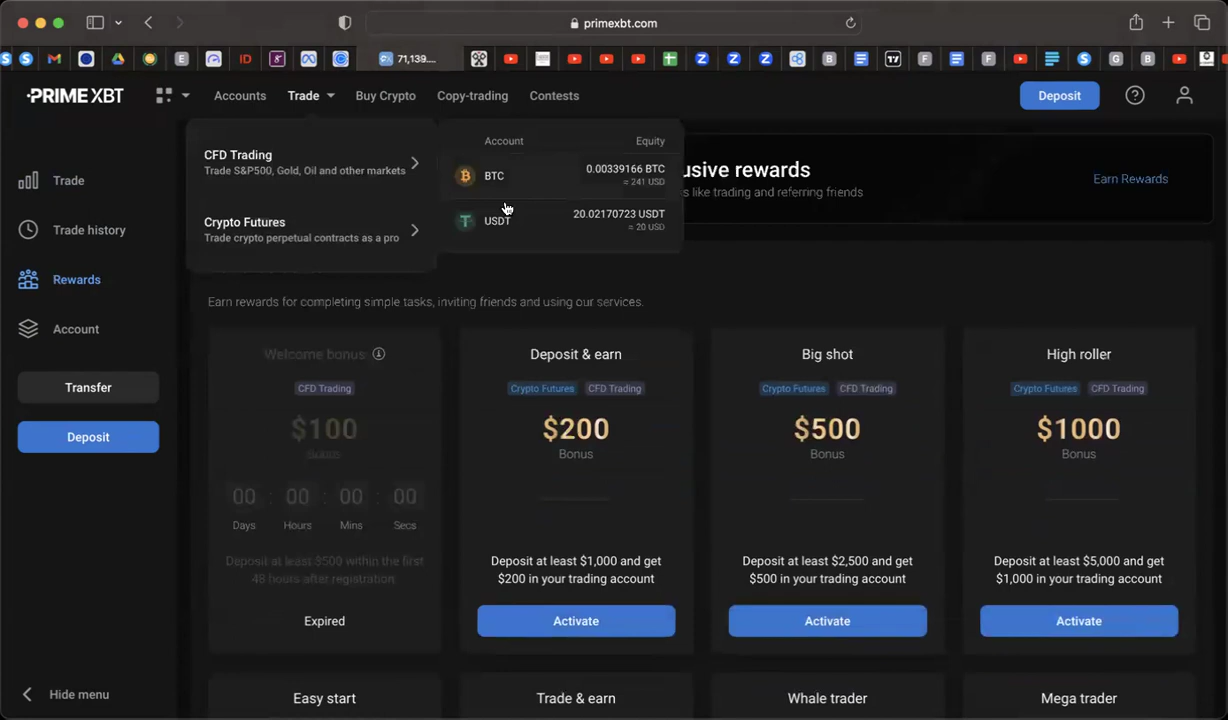 primexbt.com
71,139....
PRIME XBT
Accounts
Trade
Buy Crypto
Copy-trading
Contests
Deposit
CFD Trading
Trade S&P500, Gold, Oil and other markets
Crypto Futures
Trade crypto perpetual contracts as a pro
Account
Equity
BTC
0.00339166 BTC
≈ 241 USD
USDT
20.02170723 USDT
≈ 20 USD
usive rewards
s like trading and referring friends
Earn Rewards
Trade
Trade history
Rewards
Account
Transfer
Deposit
Hide menu
Earn rewards for completing simple tasks, inviting friends and using our services.
Welcome bonus
CFD Trading
$100
Bonus
00 : 00 : 00 : 00
Days Hours Mins Secs
Deposit at least $500 within the first
48 hours after registration
Expired
Deposit & earn
Crypto Futures CFD Trading
$200
Bonus
Deposit at least $1,000 and get
$200 in your trading account
Activate
Big shot
Crypto Futures CFD Trading
$500
Bonus
Deposit at least $2,500 and get
$500 in your trading account
Activate
High roller
Crypto Futures CFD Trading
$1000
Bonus
Deposit at least $5,000 and get
$1,000 in your trading account
Activate
Easy start
Trade & earn
Whale trader
Mega trader